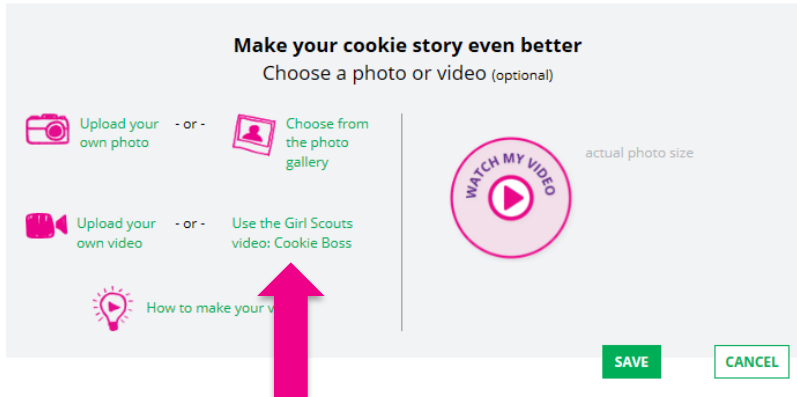 Make your cookie story even better
Choose a photo or video (optional)
Upload your - or - Choose from
own photo the photo
gallery
WATCH MY VIDEO
actual photo size
Upload your - or - Use the Girl Scouts
own video video: Cookie Boss
How to make your
SAVE
CANCEL